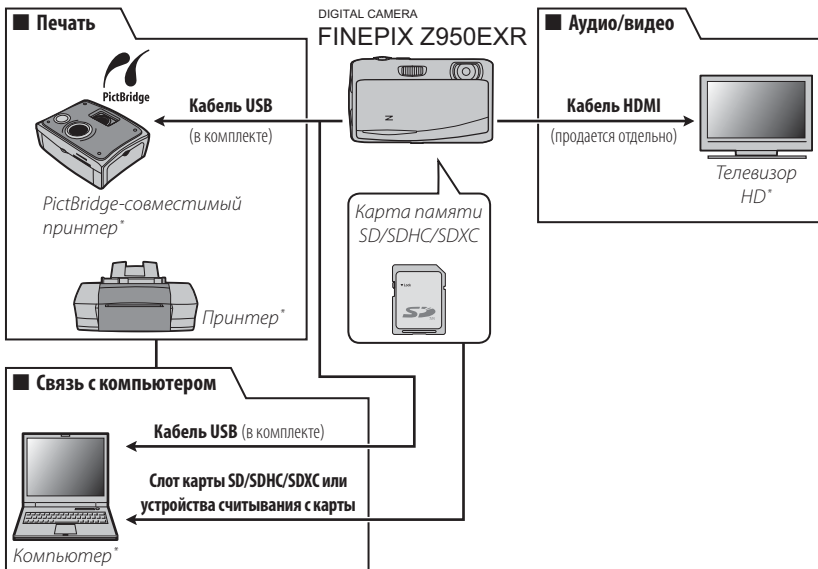 ■ Печать
PictBridge
Кабель USB
(в комплекте)
PictBridge-совместимый
принтер*
Принтер*
DIGITAL CAMERA
FINEPIX Z950EXR
Z
Карта памяти
SD/SDHC/SDXC
Lock
SD
■ Аудио/видео
Кабель HDMI
(продается отдельно)
Телевизор
HD*
■ Связь с компьютером
Кабель USB (в комплекте)
Слот карты SD/SDHC/SDXC или
устройства считывания с карты
Компьютер*